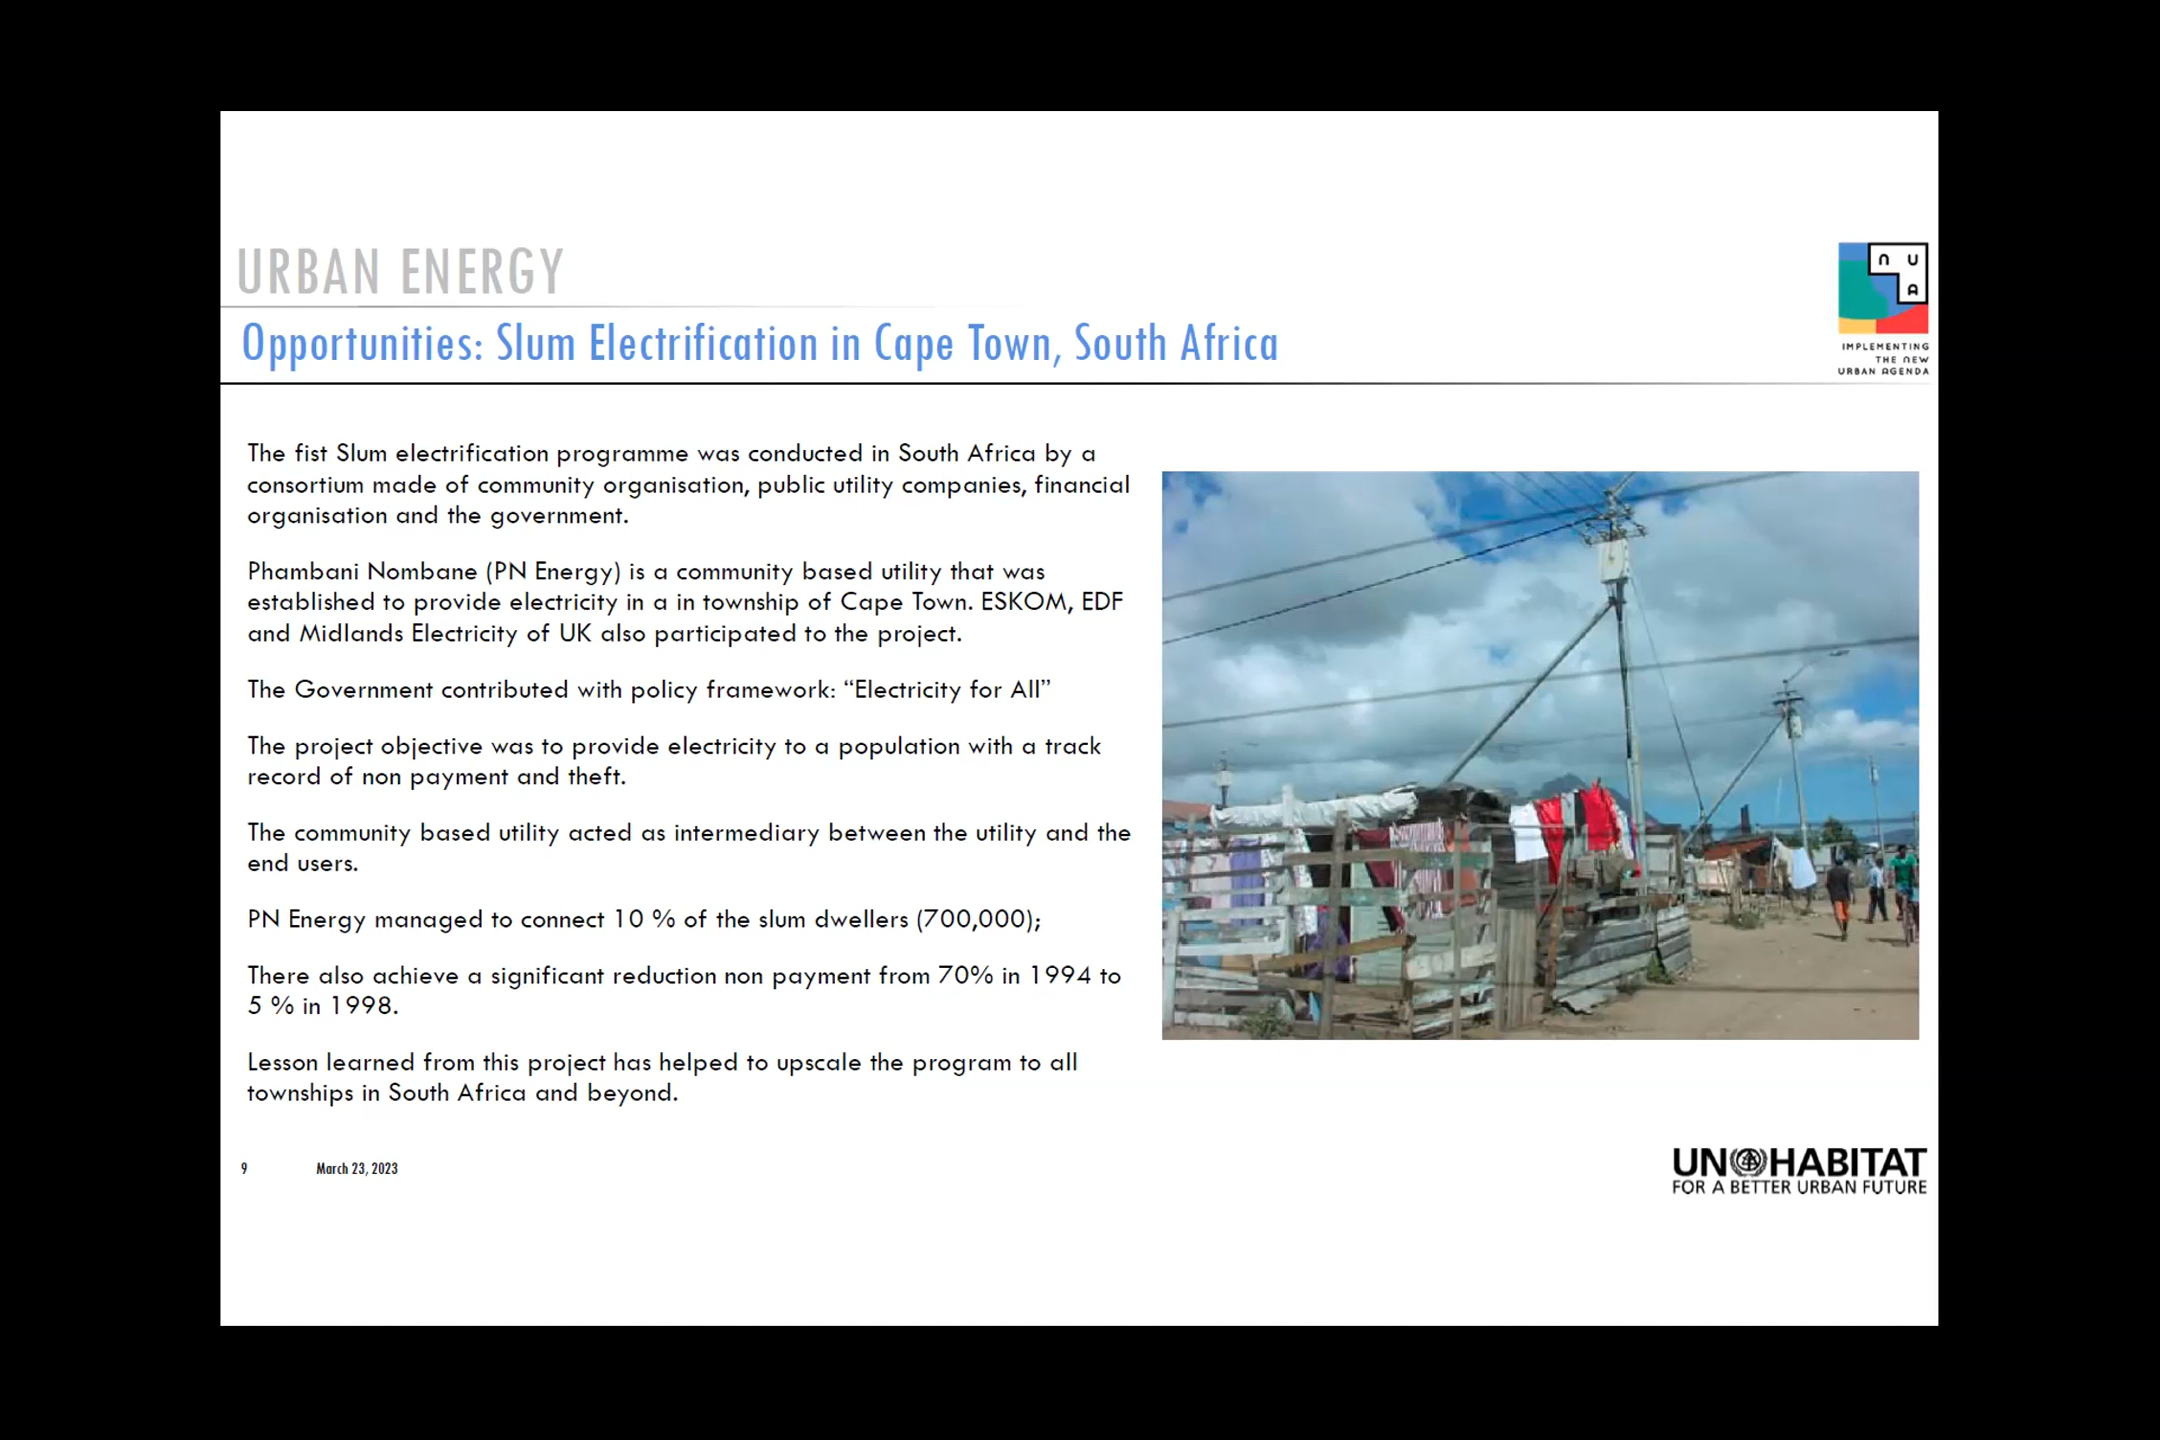 URBAN ENERGY
Opportunities: Slum Electrification in Cape Town, South Africa
N U
A
IMPLEMENTING
THE NEW
URBAN AGENDA
The fist Slum electrification programme was conducted in South Africa by a
consortium made of community organisation, public utility companies, financial
organisation and the government.
Phambani Nombane (PN Energy) is a community based utility that was
established to provide electricity in a in township of Cape Town. ESKOM, EDF
and Midlands Electricity of UK also participated to the project.
The Government contributed with policy framework: “Electricity for All”
The project objective was to provide electricity to a population with a track
record of non payment and theft.
The community based utility acted as intermediary between the utility and the
end users.
PN Energy managed to connect 10 % of the slum dwellers (700,000);
There also achieve a significant reduction non payment from 70% in 1994 to
5 % in 1998.
Lesson learned from this project has helped to upscale the program to all
townships in South Africa and beyond.
9 March 23, 2023
UN HABITAT
FOR A BETTER URBAN FUTURE